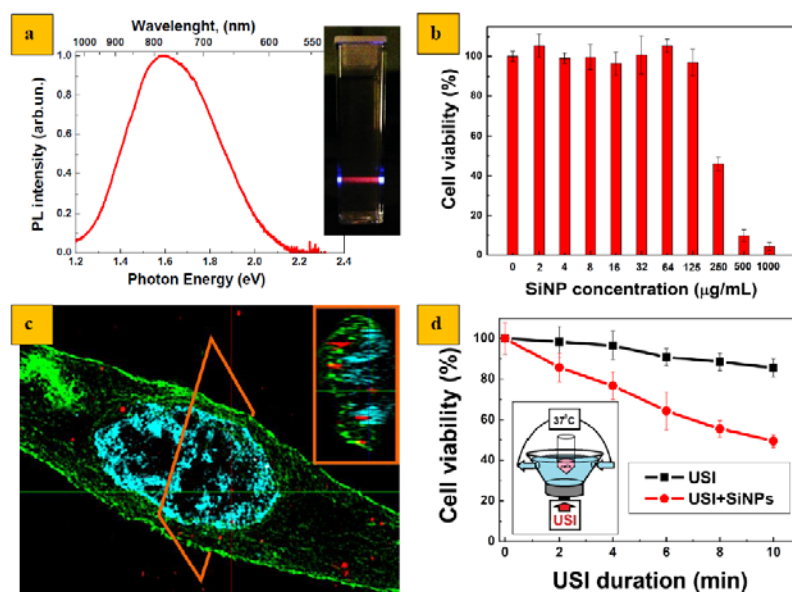 a
Wavelenght, (nm)
1000 900 800 700 600 550
PL intensity (arb.un.)
1.0
0.8
0.6
0.4
0.2
0.0
1.2 1.4 1.6 1.8 2.0 2.2 2.4
Photon Energy (eV)
b
Cell viability (%)
120
100
80
60
40
20
0
0 2 4 8 16 32 64 125 250 500 1000
SiNP concentration (μg/mL)
c
d
Cell viability (%)
100
80
60
40
20
0
37°C
USI
USI
USI+SiNPs
0 2 4 6 8 10
USI duration (min)